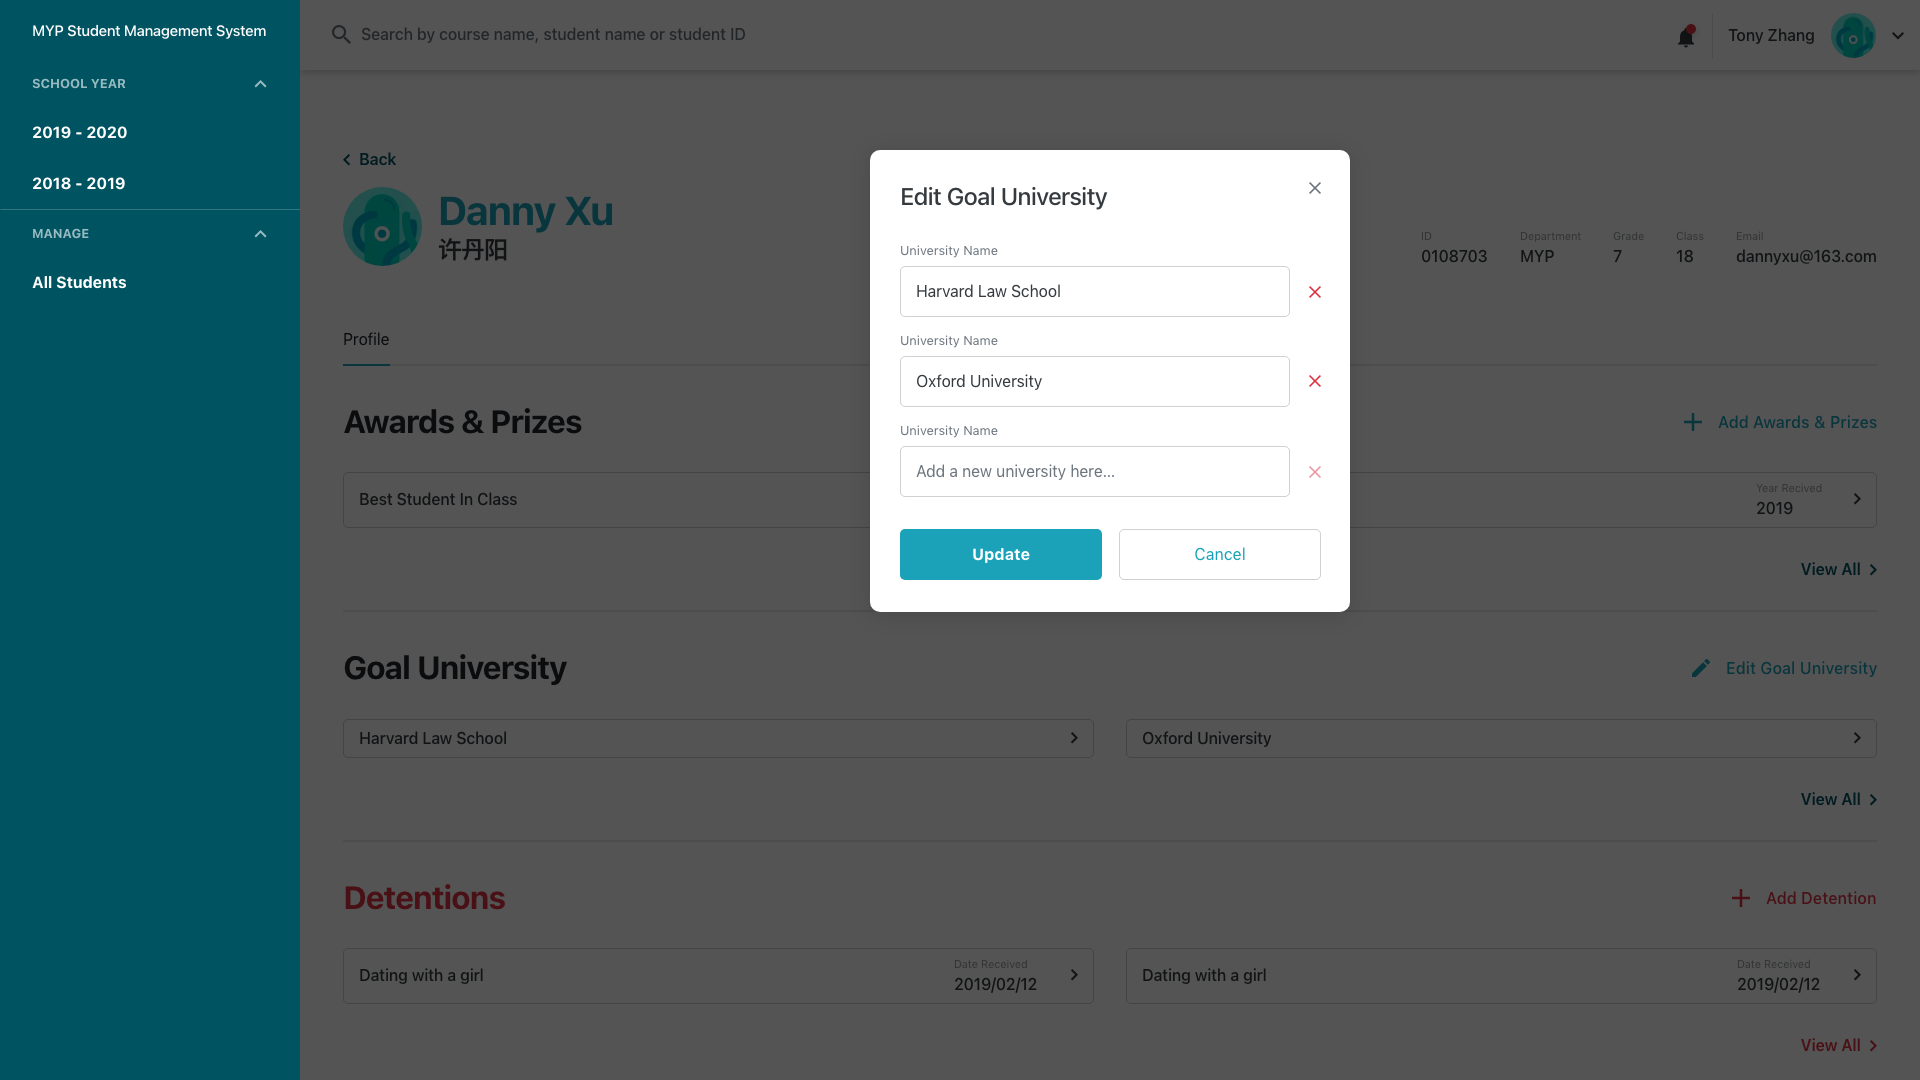 MYP Student Management System
SCHOOL YEAR
2019 - 2020
2018 - 2019
MANAGE
All Students
Search by course name, student name or student ID
Tony Zhang
Back
Danny Xu
许丹阳
ID
0108703
Department
MYP
Grade
7
Class
18
Email
dannyxu@163.com
Profile
Edit Goal University
University Name
Harvard Law School
University Name
Oxford University
University Name
Add a new university here...
Update
Cancel
Awards & Prizes
Add Awards & Prizes
Best Student In Class
Year Recived
2019
View All
Goal University
Edit Goal University
Harvard Law School
Oxford University
View All
Detentions
Add Detention
Dating with a girl
Date Received
2019/02/12
Dating with a girl
Date Received
2019/02/12
View All